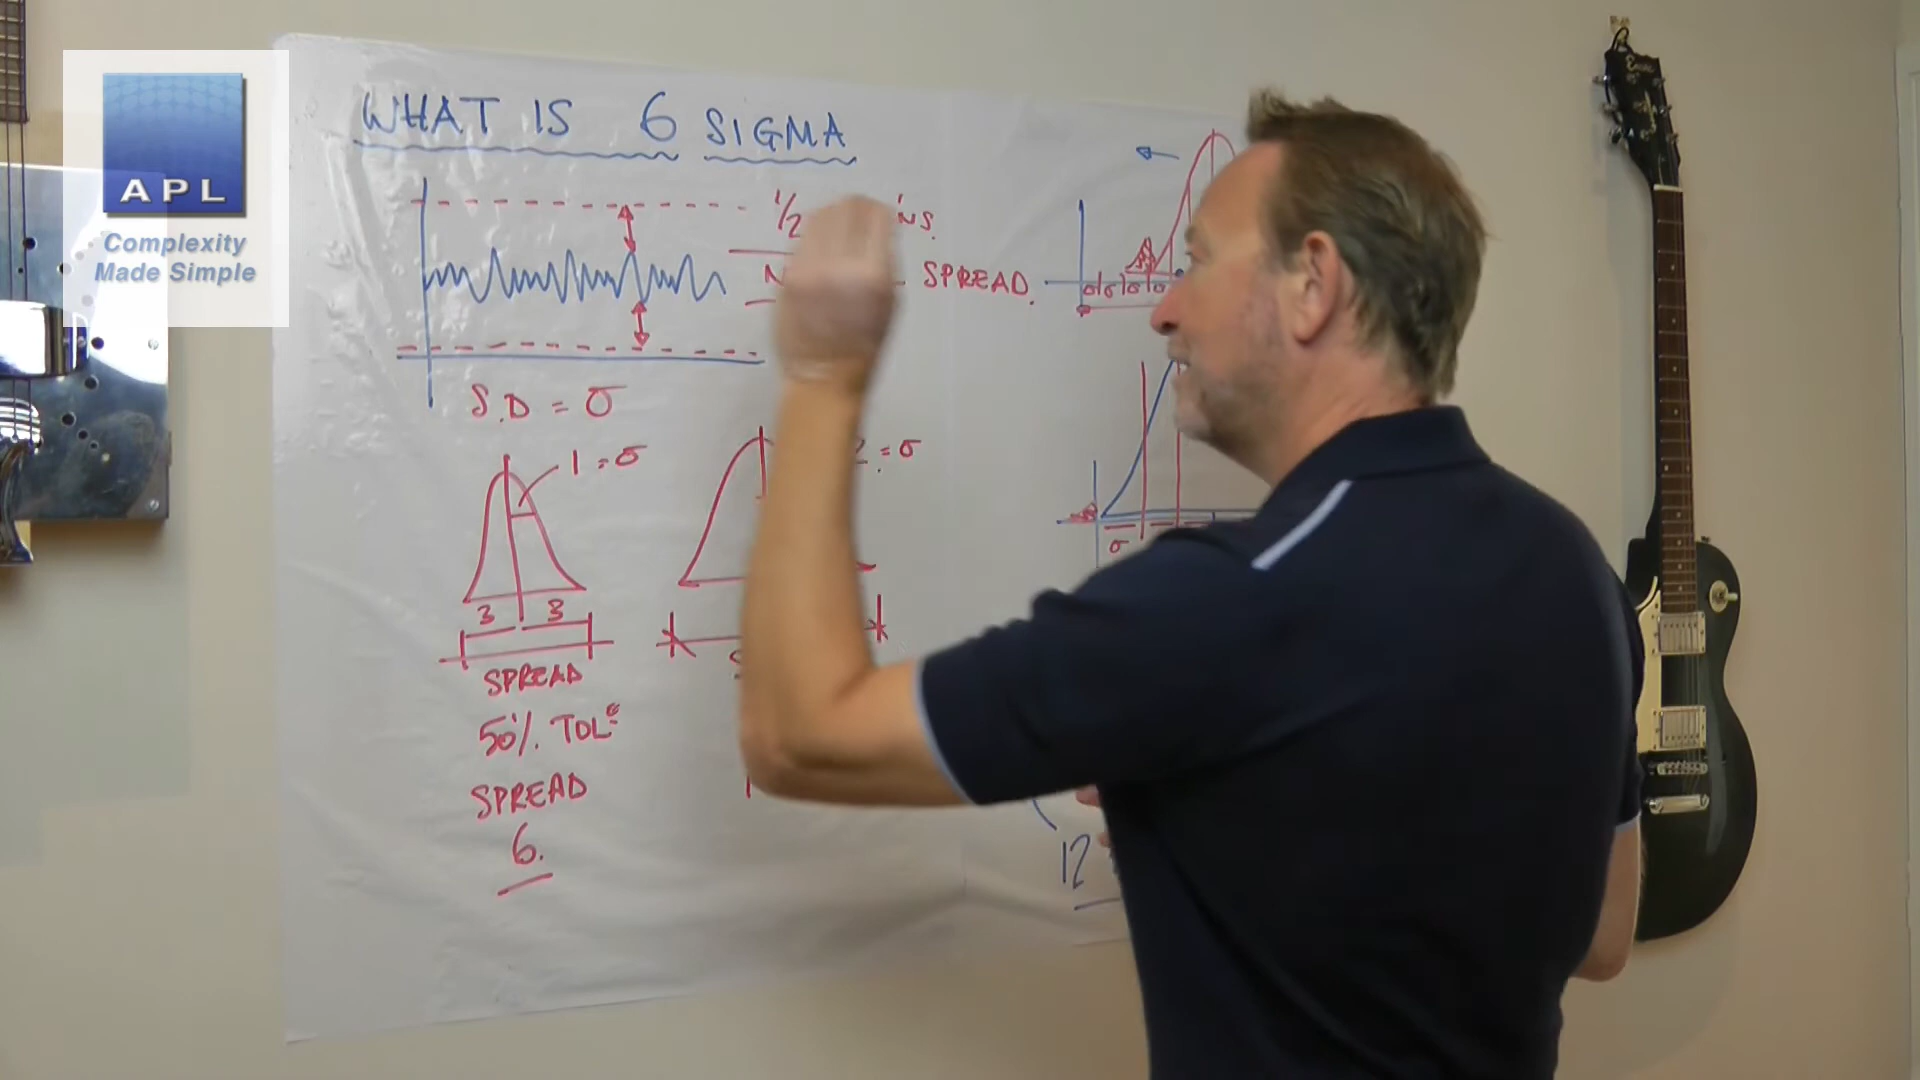 APL
Complexity
Made Simple
WHAT IS 6 SIGMA
1/2
SPREAD.
S.D = σ
1 = σ
= σ
3 3
SPREAD
50% TOL
SPREAD
6.
σ σ σ σ
σ
12